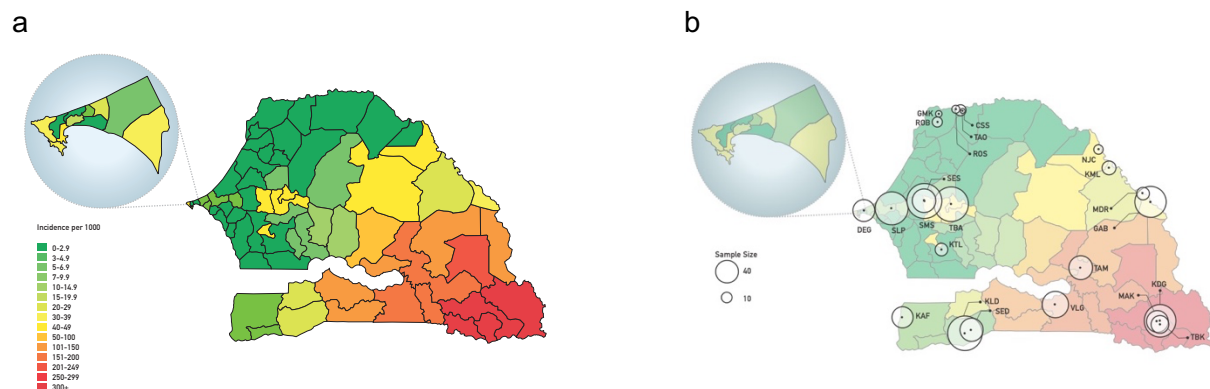 a
Incidence per 1000
0-2.9
3-4.9
5-6.9
7-9.9
10-14.9
15-19.9
20-29
30-39
40-49
50-100
101-150
151-200
201-249
250-299
300+
b
GMK
ROB
CSS
TAO
ROS
NJC
KML
SES
MDR
GAB
DEG
SLP
SMS
TBA
KTL
Sample Size
40
10
TAM
KDG
MAK
KLD
SED
VLG
KAF
TBK